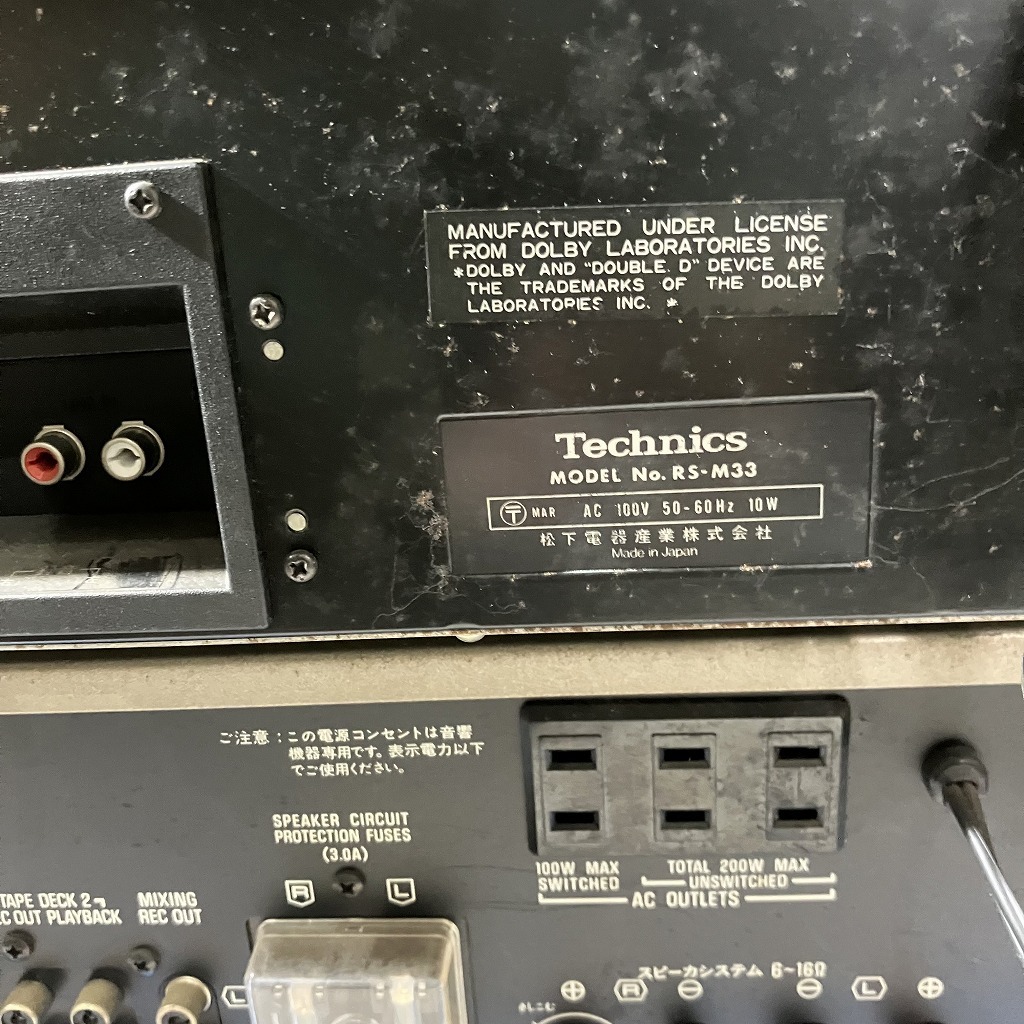 MANUFACTURED UNDER LICENSE
FROM DOLBY LABORATORIES INC.
*DOLBY AND "DOUBLE D" DEVICE ARE
THE TRADEMARKS OF THE DOLBY
LABORATORIES INC. *
Technics
MODEL No. RS-M33
〒 MAR AC 100V 50-60Hz 10W
松下電器産業株式会社
Made in Japan
ご注意：この電源コンセントは音響
機器専用です。表示電力以下
でご使用ください。
SPEAKER CIRCUIT
PROTECTION FUSES
(3.0A)
R L
100W MAX
SWITCHED
TOTAL 200W MAX
UNSWITCHED
AC OUTLETS
TAPE DECK 2
REC OUT PLAYBACK
MIXING
REC OUT
L
スピーカシステム 6~16Ω
⊕ R ⊖ ⊖ L ⊕
さしこむ